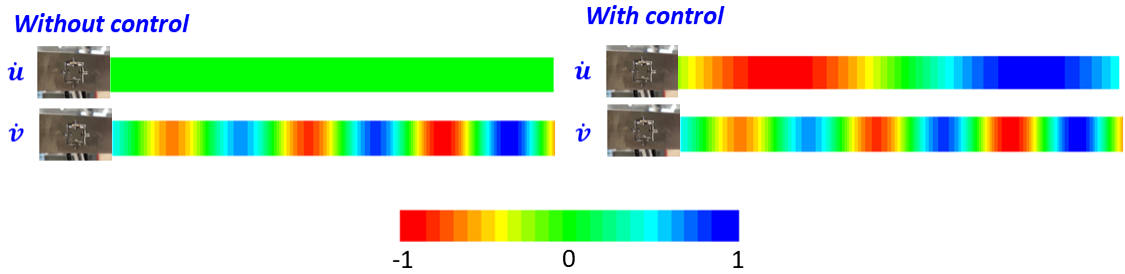 Without control
u̇
v̇
With control
u̇
v̇
-1 0 1